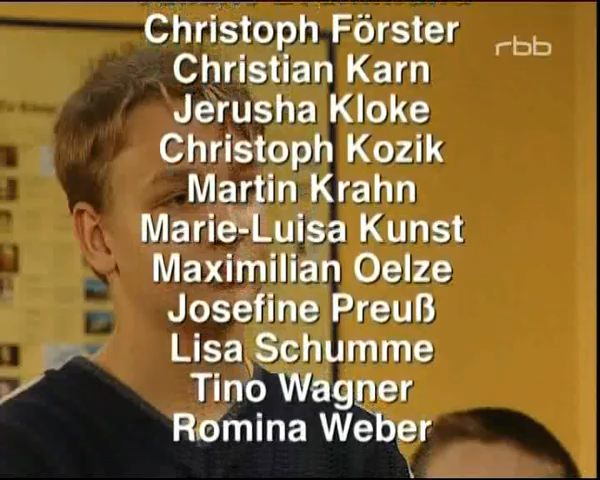 rbb
Christoph Förster
Christian Karn
Jerusha Kloke
Christoph Kozik
Martin Krahn
Marie-Luisa Kunst
Maximilian Oelze
Josefine Preuß
Lisa Schumme
Tino Wagner
Romina Weber